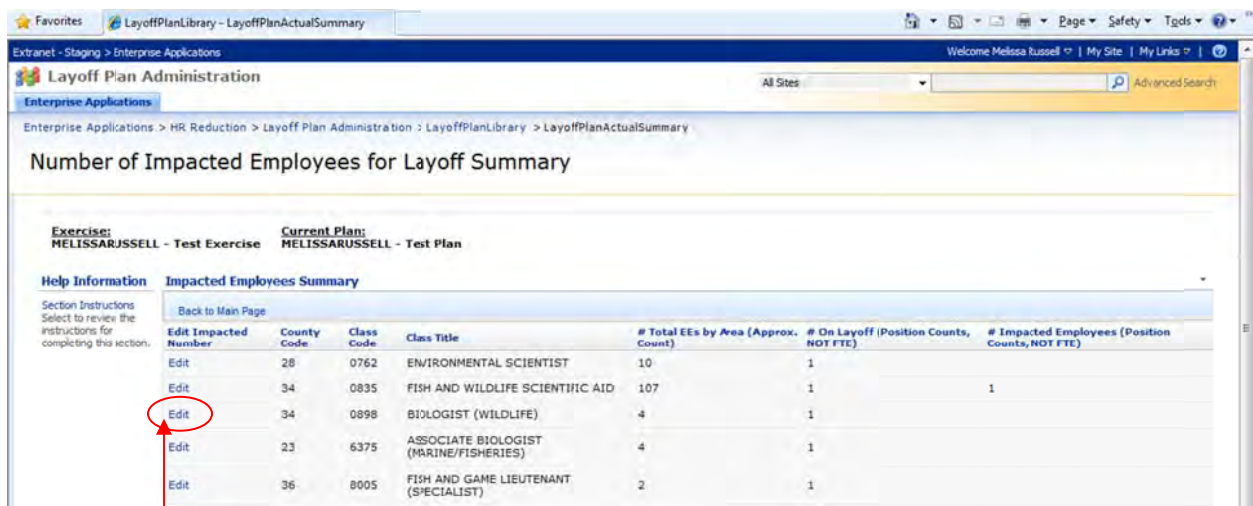 Favorites LayoffPlanLibrary - LayoffPlanActualSummary Page Safety Tools
Extranet - Staging > Enterprise Applications Welcome Melissa Russell | My Site | My Links |
Layoff Plan Administration All Sites Advanced Search
Enterprise Applications
Enterprise Applications > HR Reduction > Layoff Plan Administration > LayoffPlanLibrary > LayoffPlanActualSummary
Number of Impacted Employees for Layoff Summary
Exercise: Current Plan:
MELISSARUSSELL - Test Exercise MELISSARUSSELL - Test Plan
Help Information Impacted Employees Summary
Section Instructions
Select to review the
instructions for
completing this section.
Back to Main Page
Edit Impacted Number County Code Class Code Class Title # Total EEs by Area (Approx. Count) # On Layoff (Position Counts, NOT FTE) # Impacted Employees (Position Counts, NOT FTE)
Edit 28 0762 ENVIRONMENTAL SCIENTIST 10 1
Edit 34 0835 FISH AND WILDLIFE SCIENTIFIC AID 107 1 1
Edit 34 0898 BIOLOGIST (WILDLIFE) 4 1
Edit 23 6375 ASSOCIATE BIOLOGIST (MARINE/FISHERIES) 4 1
Edit 36 8005 FISH AND GAME LIEUTENANT (SPECIALIST) 2 1